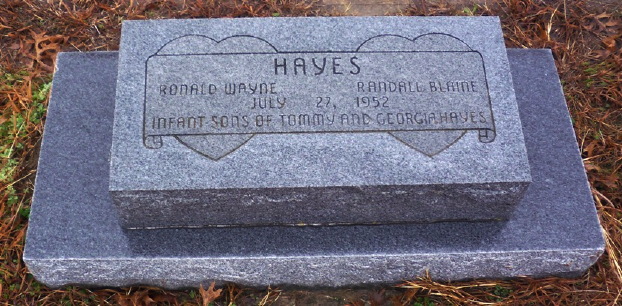 HAYES
RONALD WAYNE RANDALL BLAINE
JULY 27, 1952
INFANT SONS OF TOMMY AND GEORGIA HAYES